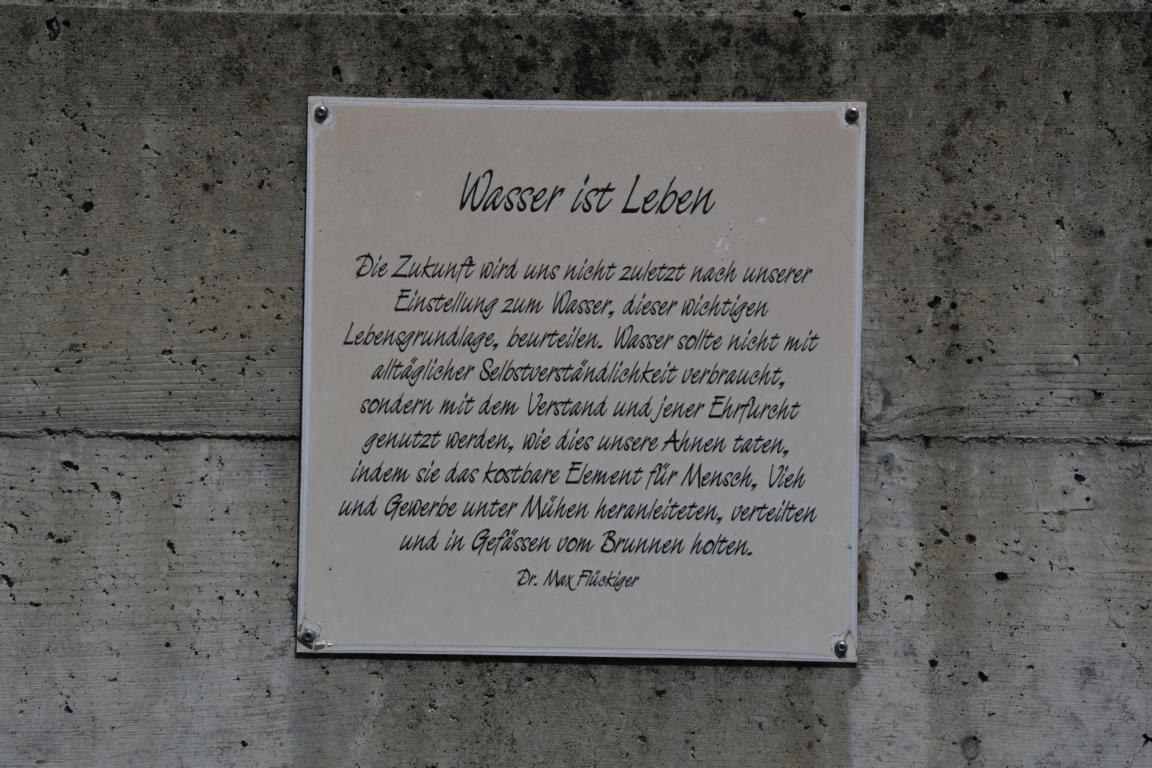 Wasser ist Leben
Die Zukunft wird uns nicht zuletzt nach unserer
Einstellung zum Wasser, dieser wichtigen
Lebensgrundlage, beurteilen. Wasser sollte nicht mit
alltäglicher Selbstverständlichkeit verbraucht,
sondern mit dem Verstand und jener Ehrfurcht
genutzt werden, wie dies unsere Ahnen taten,
indem sie das kostbare Element für Mensch, Vieh
und Gewerbe unter Mühen heranleiteten, verteilten
und in Gefässen vom Brunnen holten.
Dr. Max Flückiger